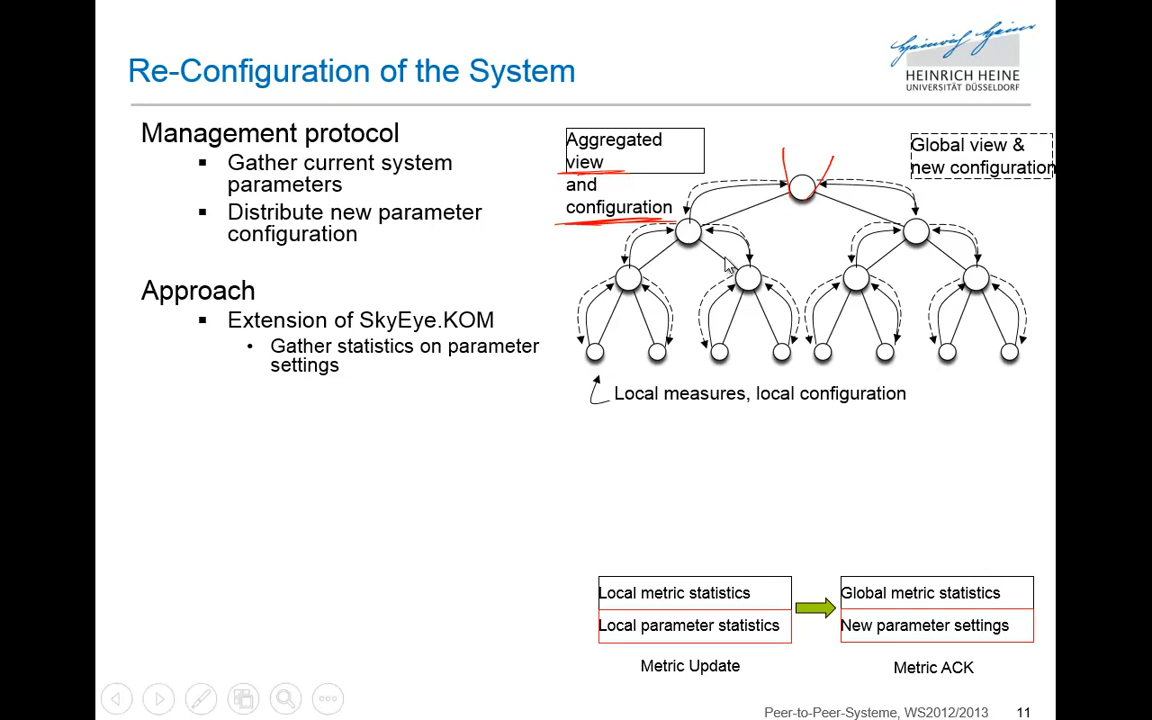 Re-Configuration of the System
Heinrich Heine
HEINRICH HEINE
UNIVERSITÄT DÜSSELDORF
Management protocol
Gather current system
parameters
Distribute new parameter
configuration
Approach
Extension of SkyEye.KOM
Gather statistics on parameter
settings
Aggregated
view
and
configuration
Global view &
new configuration
Local measures, local configuration
Local metric statistics
Local parameter statistics
Metric Update
Global metric statistics
New parameter settings
Metric ACK
Peer-to-Peer-Systeme, WS2012/2013
11